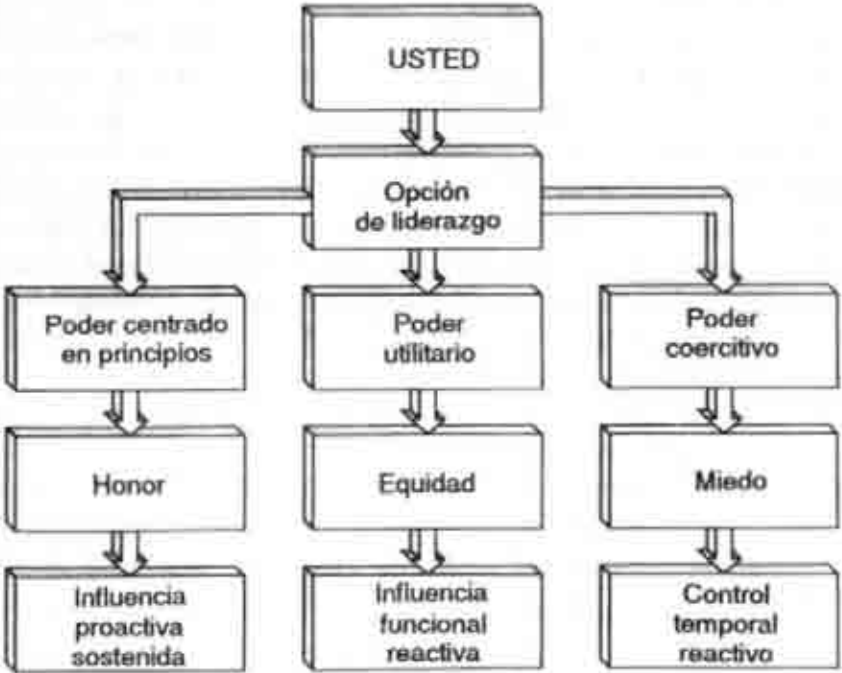 USTED
Opción
de liderazgo
Poder centrado
en principios
Poder
utilitario
Poder
coercitivo
Honor
Equidad
Miedo
Influencia
proactiva
sostenida
Influencia
funcional
reactiva
Control
temporal
reactivo